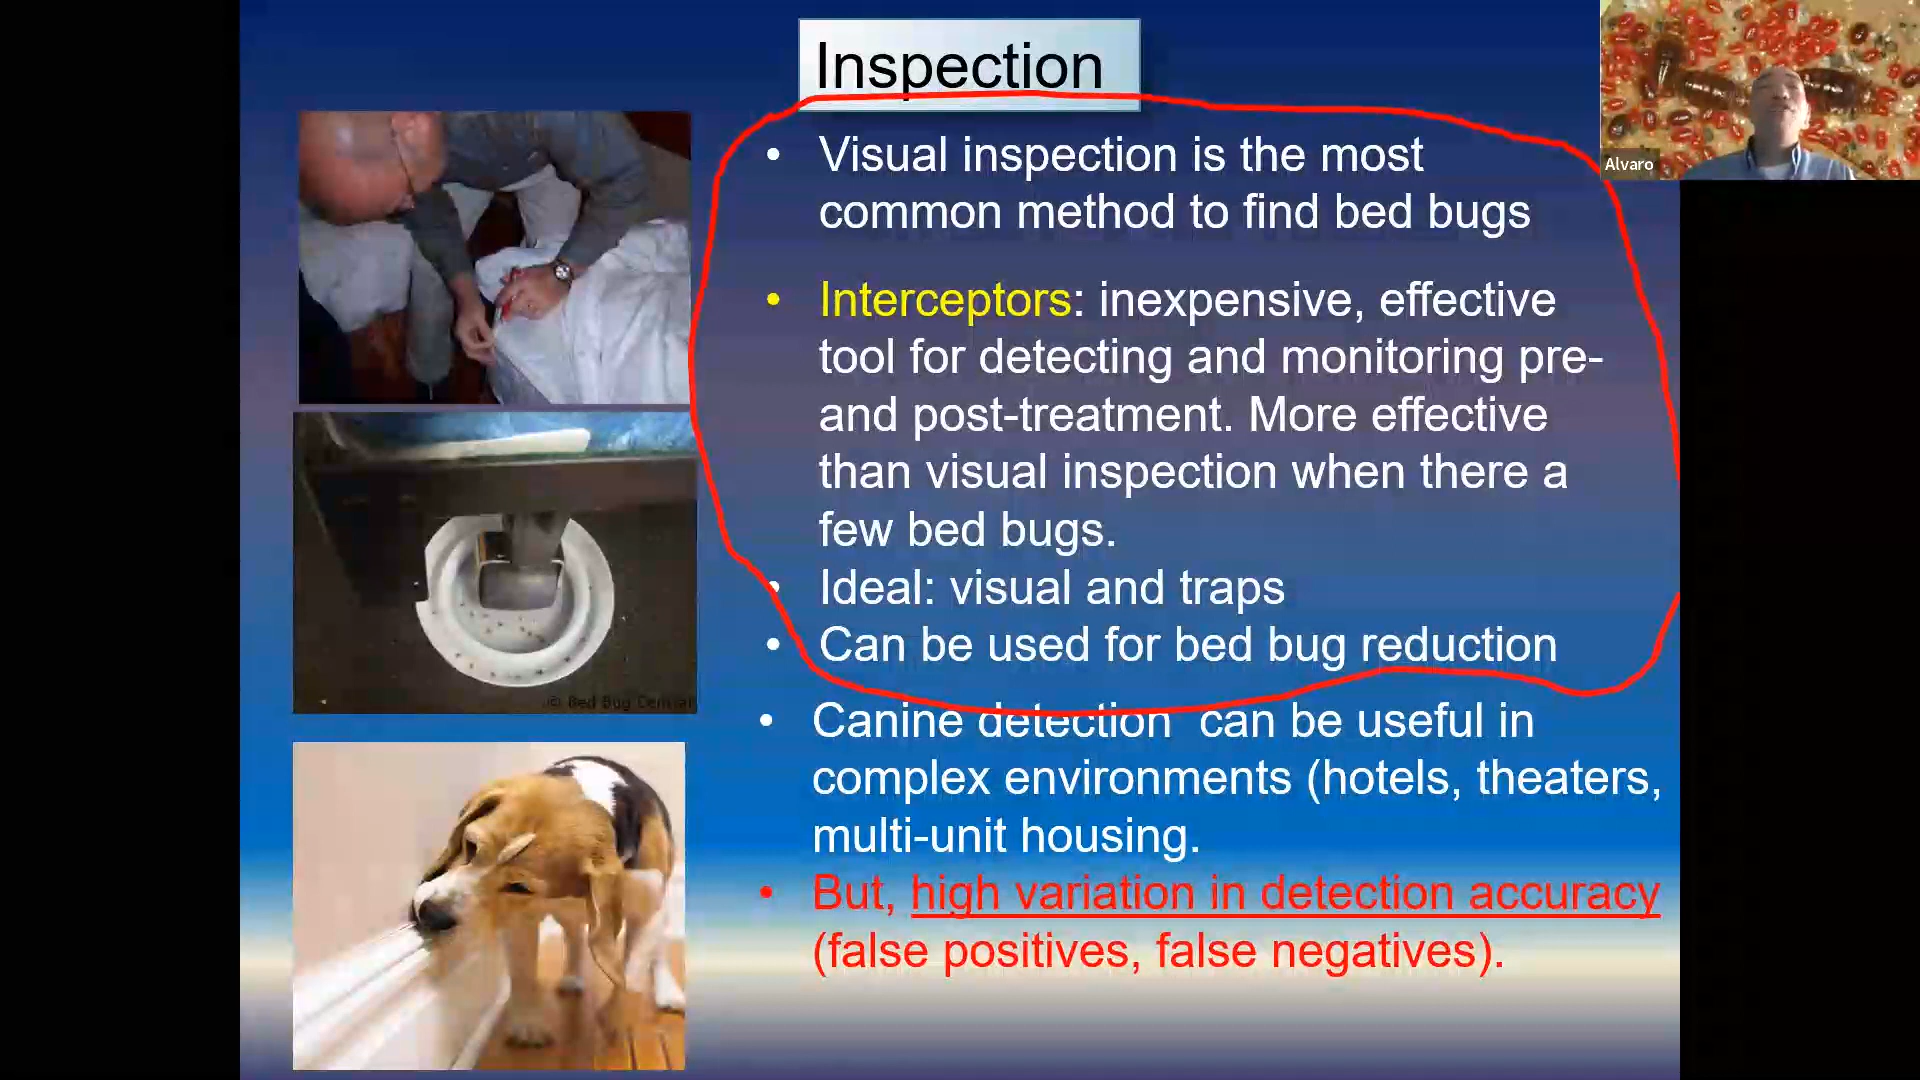 Inspection
Alvaro
• Visual inspection is the most
common method to find bed bugs
• Interceptors: inexpensive, effective
tool for detecting and monitoring pre-
and post-treatment. More effective
than visual inspection when there a
few bed bugs.
• Ideal: visual and traps
• Can be used for bed bug reduction
© Bed Bug Central
• Canine detection can be useful in
complex environments (hotels, theaters,
multi-unit housing.
• But, high variation in detection accuracy
(false positives, false negatives).